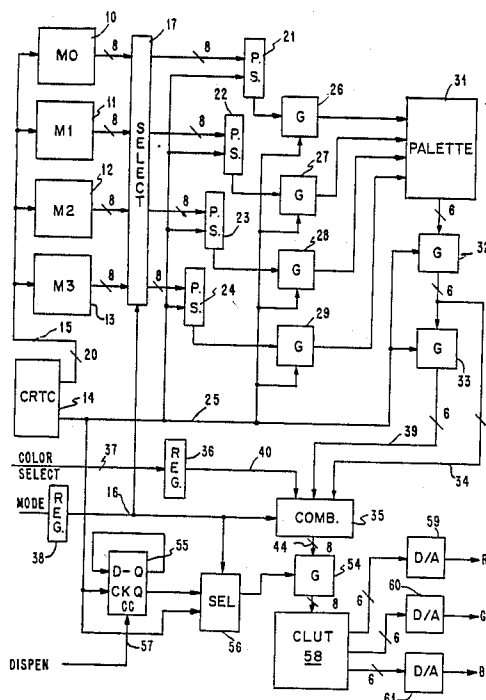 10
17
21
M0
8
8
P.
S.
26
31
11
22
G
M1
8
8
P.
S.
PALETTE
12
SELECT
27
G
6
M2
8
8
P.
S.
23
28
G
G
32
6
M3
8
8
P.
S.
24
29
G
G
33
13
15
20
14
CRTC
25
6
COLOR
SELECT
37
36
REG.
40
39
34
MODE
REG.
16
COMB.
35
38
44
8
59
55
D-Q
CK Q
CG
SEL
56
G
54
8
6
D/A
R
60
57
CLUT
58
6
D/A
G
DISPEN
6
D/A
B
61